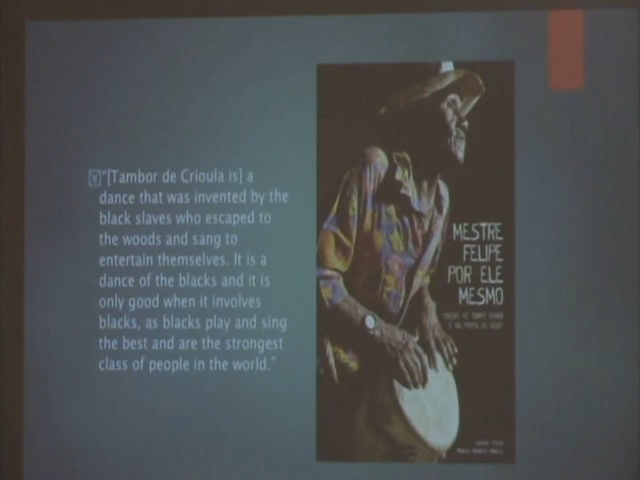 "[Tambor de Crioula is] a
dance that was invented by the
black slaves who escaped to
the woods and sang to
entertain themselves. It is a
dance of the blacks and it is
only good when it involves
blacks, as blacks play and sing
the best and are the strongest
class of people in the world."
MESTRE
FELIPE
POR ELE
MESMO